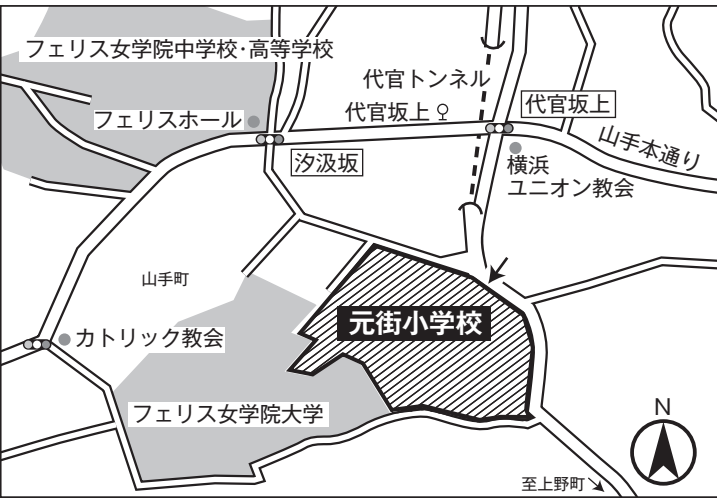 フェリス女学院中学校・高等学校
代官トンネル
代官坂上
フェリスホール
代官坂上
汐汲坂
山手本通り
横浜
ユニオン教会
山手町
元街小学校
カトリック教会
フェリス女学院大学
N
至上野町